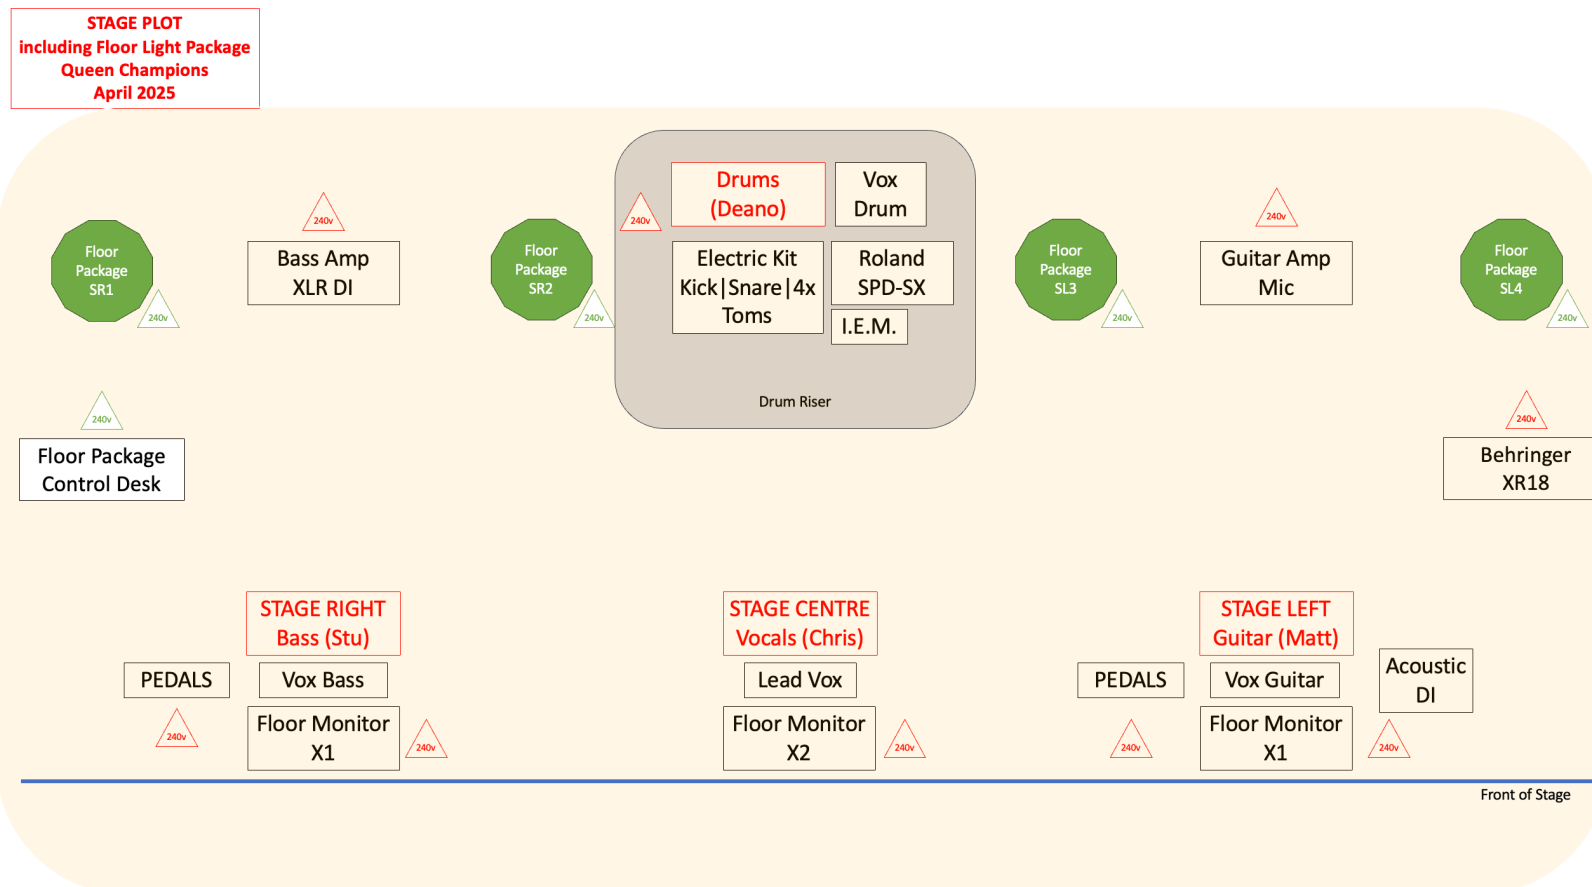 STAGE PLOT
including Floor Light Package
Queen Champions
April 2025
Drums
(Deano)
Vox
Drum
240v
240v
240v
Floor
Package
SR1
240v
Bass Amp
XLR DI
Floor
Package
SR2
240v
Electric Kit
Kick|Snare|4x
Toms
Roland
SPD-SX
I.E.M.
Drum Riser
Floor
Package
SL3
240v
Guitar Amp
Mic
Floor
Package
SL4
240v
240v
Floor Package
Control Desk
240v
Behringer
XR18
STAGE RIGHT
Bass (Stu)
PEDALS
Vox Bass
240v
Floor Monitor
X1
240v
STAGE CENTRE
Vocals (Chris)
Lead Vox
Floor Monitor
X2
240v
STAGE LEFT
Guitar (Matt)
PEDALS
Vox Guitar
Acoustic
DI
240v
Floor Monitor
X1
240v
Front of Stage